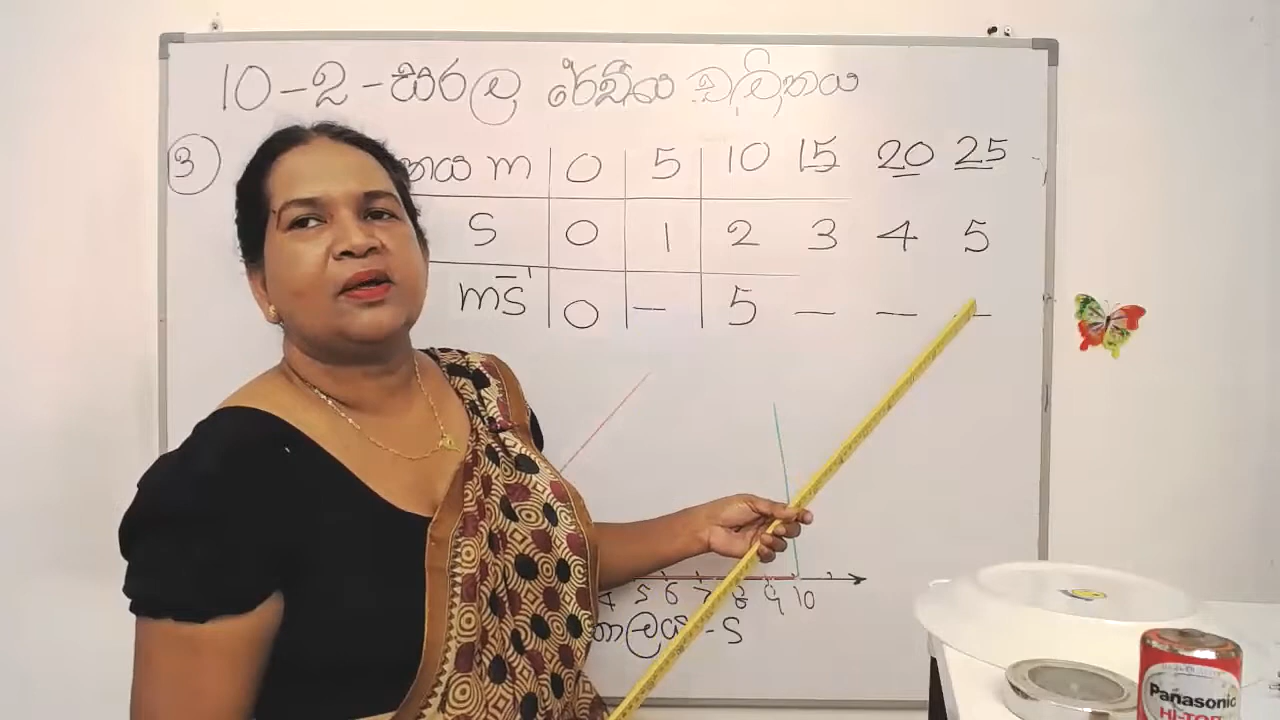 10 - 2 - සරල රේඛීය චලිතය
3 m 0 5 10 15 20 25
S 0 1 2 3 4 5
ms⁻¹ 0 – 5 – – –
4 5 6 7 8 9 10
- S
Panasonic